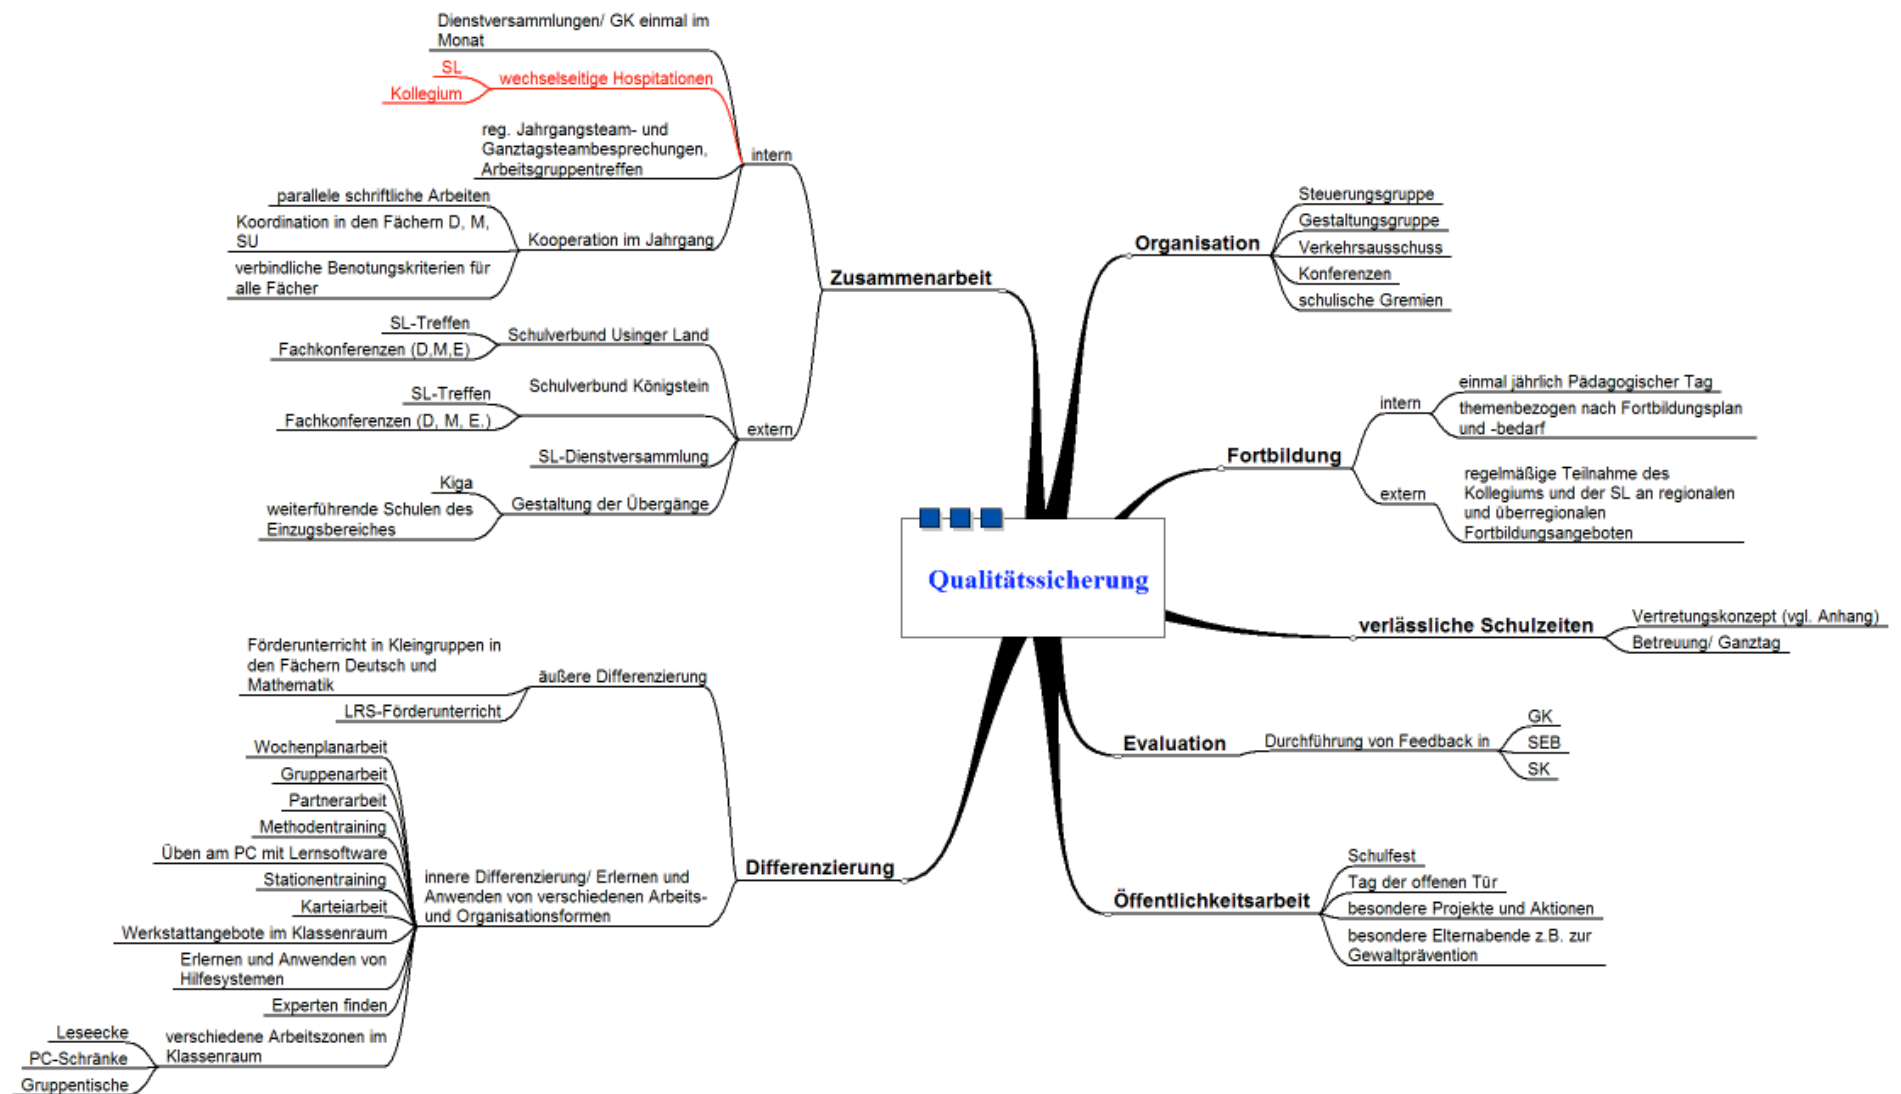 Qualitätssicherung
Organisation
Steuerungsgruppe
Gestaltungsgruppe
Verkehrsausschuss
Konferenzen
schulische Gremien
Fortbildung
intern
einmal jährlich Pädagogischer Tag
themenbezogen nach Fortbildungsplan
und -bedarf
extern
regelmäßige Teilnahme des
Kollegiums und der SL an regionalen
und überregionalen
Fortbildungsangeboten
verlässliche Schulzeiten
Vertretungskonzept (vgl. Anhang)
Betreuung/ Ganztag
Evaluation
Durchführung von Feedback in
GK
SEB
SK
Öffentlichkeitsarbeit
Schulfest
Tag der offenen Tür
besondere Projekte und Aktionen
besondere Elternabende z.B. zur
Gewaltprävention
Zusammenarbeit
intern
Dienstversammlungen/ GK einmal im
Monat
wechselseitige Hospitationen
SL
Kollegium
reg. Jahrgangsteam- und
Ganztagsteambesprechungen,
Arbeitsgruppentreffen
Kooperation im Jahrgang
parallele schriftliche Arbeiten
Koordination in den Fächern D, M,
SU
verbindliche Benotungskriterien für
alle Fächer
extern
Schulverbund Usinger Land
SL-Treffen
Fachkonferenzen (D,M,E)
Schulverbund Königstein
SL-Treffen
Fachkonferenzen (D, M, E.)
SL-Dienstversammlung
Gestaltung der Übergänge
Kiga
weiterführende Schulen des
Einzugsbereiches
Differenzierung
äußere Differenzierung
Förderunterricht in Kleingruppen in
den Fächern Deutsch und
Mathematik
LRS-Förderunterricht
innere Differenzierung/ Erlernen und
Anwenden von verschiedenen Arbeits-
und Organisationsformen
Wochenplanarbeit
Gruppenarbeit
Partnerarbeit
Methodentraining
Üben am PC mit Lernsoftware
Stationentraining
Karteiarbeit
Werkstattangebote im Klassenraum
Erlernen und Anwenden von
Hilfesystemen
Experten finden
verschiedene Arbeitszonen im
Klassenraum
Leseecke
PC-Schränke
Gruppentische